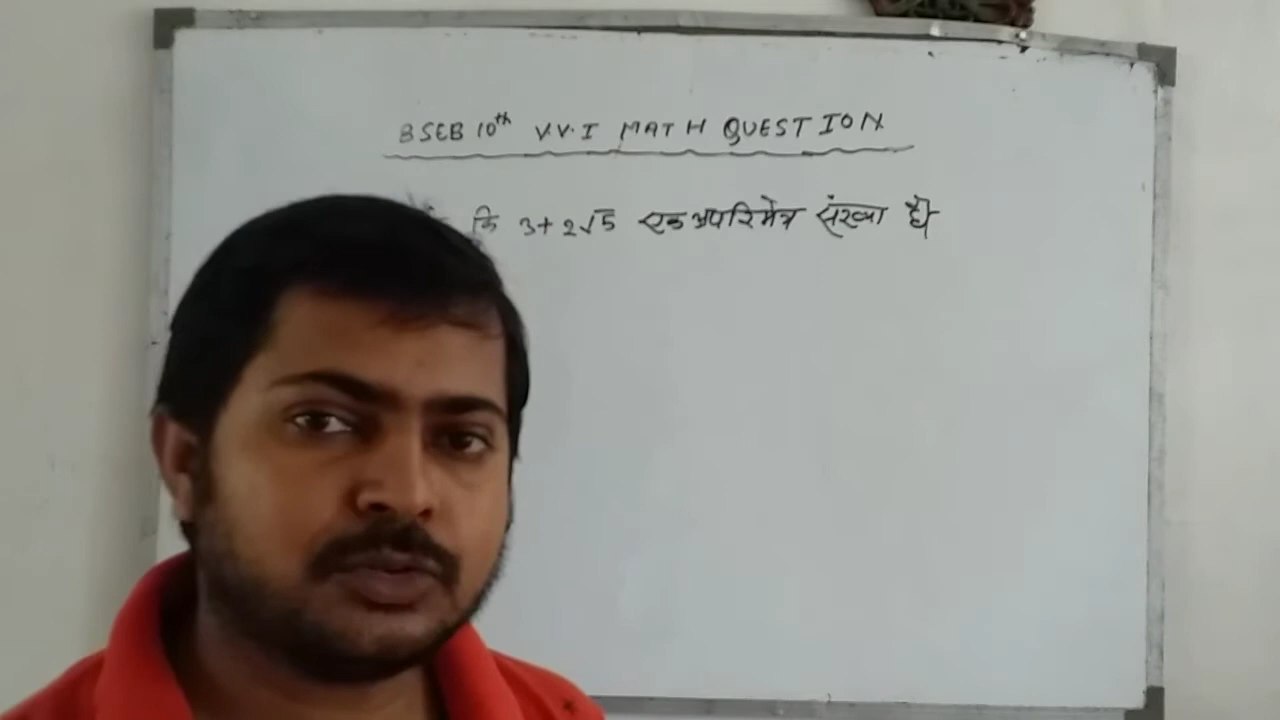 BSEB 10th V.V.I MATH QUESTION
कि 3+2√5 एक अपरिमेय संख्या है।